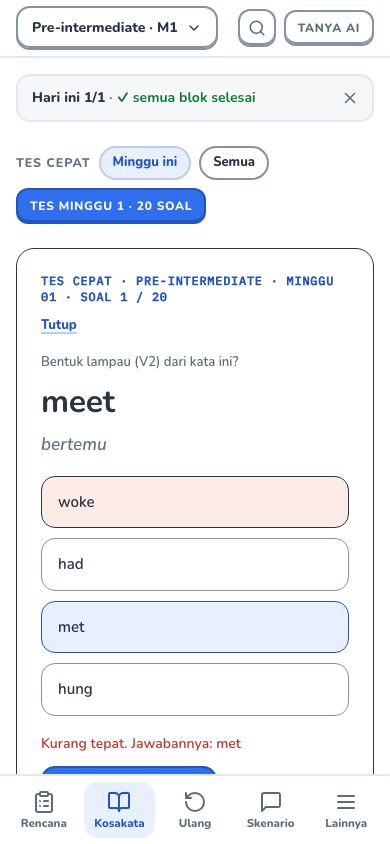 Pre-intermediate · M1
TANYA AI
Hari ini 1/1 · ✓ semua blok selesai
TES CEPAT
Minggu ini
Semua
TES MINGGU 1 · 20 SOAL
TES CEPAT · PRE-INTERMEDIATE · MINGGU
01 · SOAL 1 / 20
Tutup
Bentuk lampau (V2) dari kata ini?
meet
bertemu
woke
had
met
hung
Kurang tepat. Jawabannya: met
Rencana
Kosakata
Ulang
Skenario
Lainnya